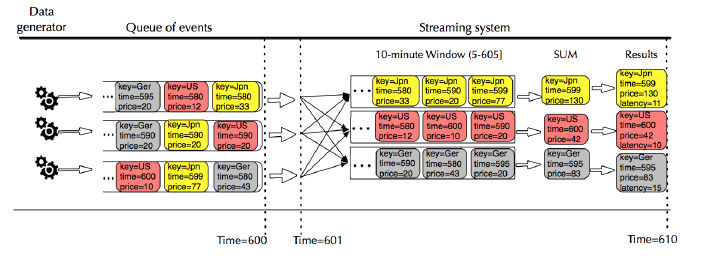 Data
generator
Queue of events
Streaming system
10-minute Window (5-605]
SUM
Results
... key=Ger
time=595
price=20
key=US
time=580
price=12
key=Jpn
time=580
price=33
... key=Jpn
time=580
price=33
key=Jpn
time=590
price=20
key=Jpn
time=599
price=77
key=Jpn
time=599
price=130
key=Jpn
time=599
price=130
latency=11
... key=Ger
time=590
price=20
key=Jpn
time=590
price=20
key=US
time=590
price=20
... key=US
time=580
price=12
key=US
time=600
price=10
key=US
time=590
price=20
key=US
time=600
price=42
key=US
time=600
price=42
latency=10
... key=US
time=600
price=10
key=Jpn
time=599
price=77
key=Ger
time=580
price=43
... key=Ger
time=590
price=20
key=Ger
time=580
price=43
key=Ger
time=595
price=20
key=Ger
time=595
price=83
key=Ger
time=595
price=83
latency=15
Time=600
Time=601
Time=610